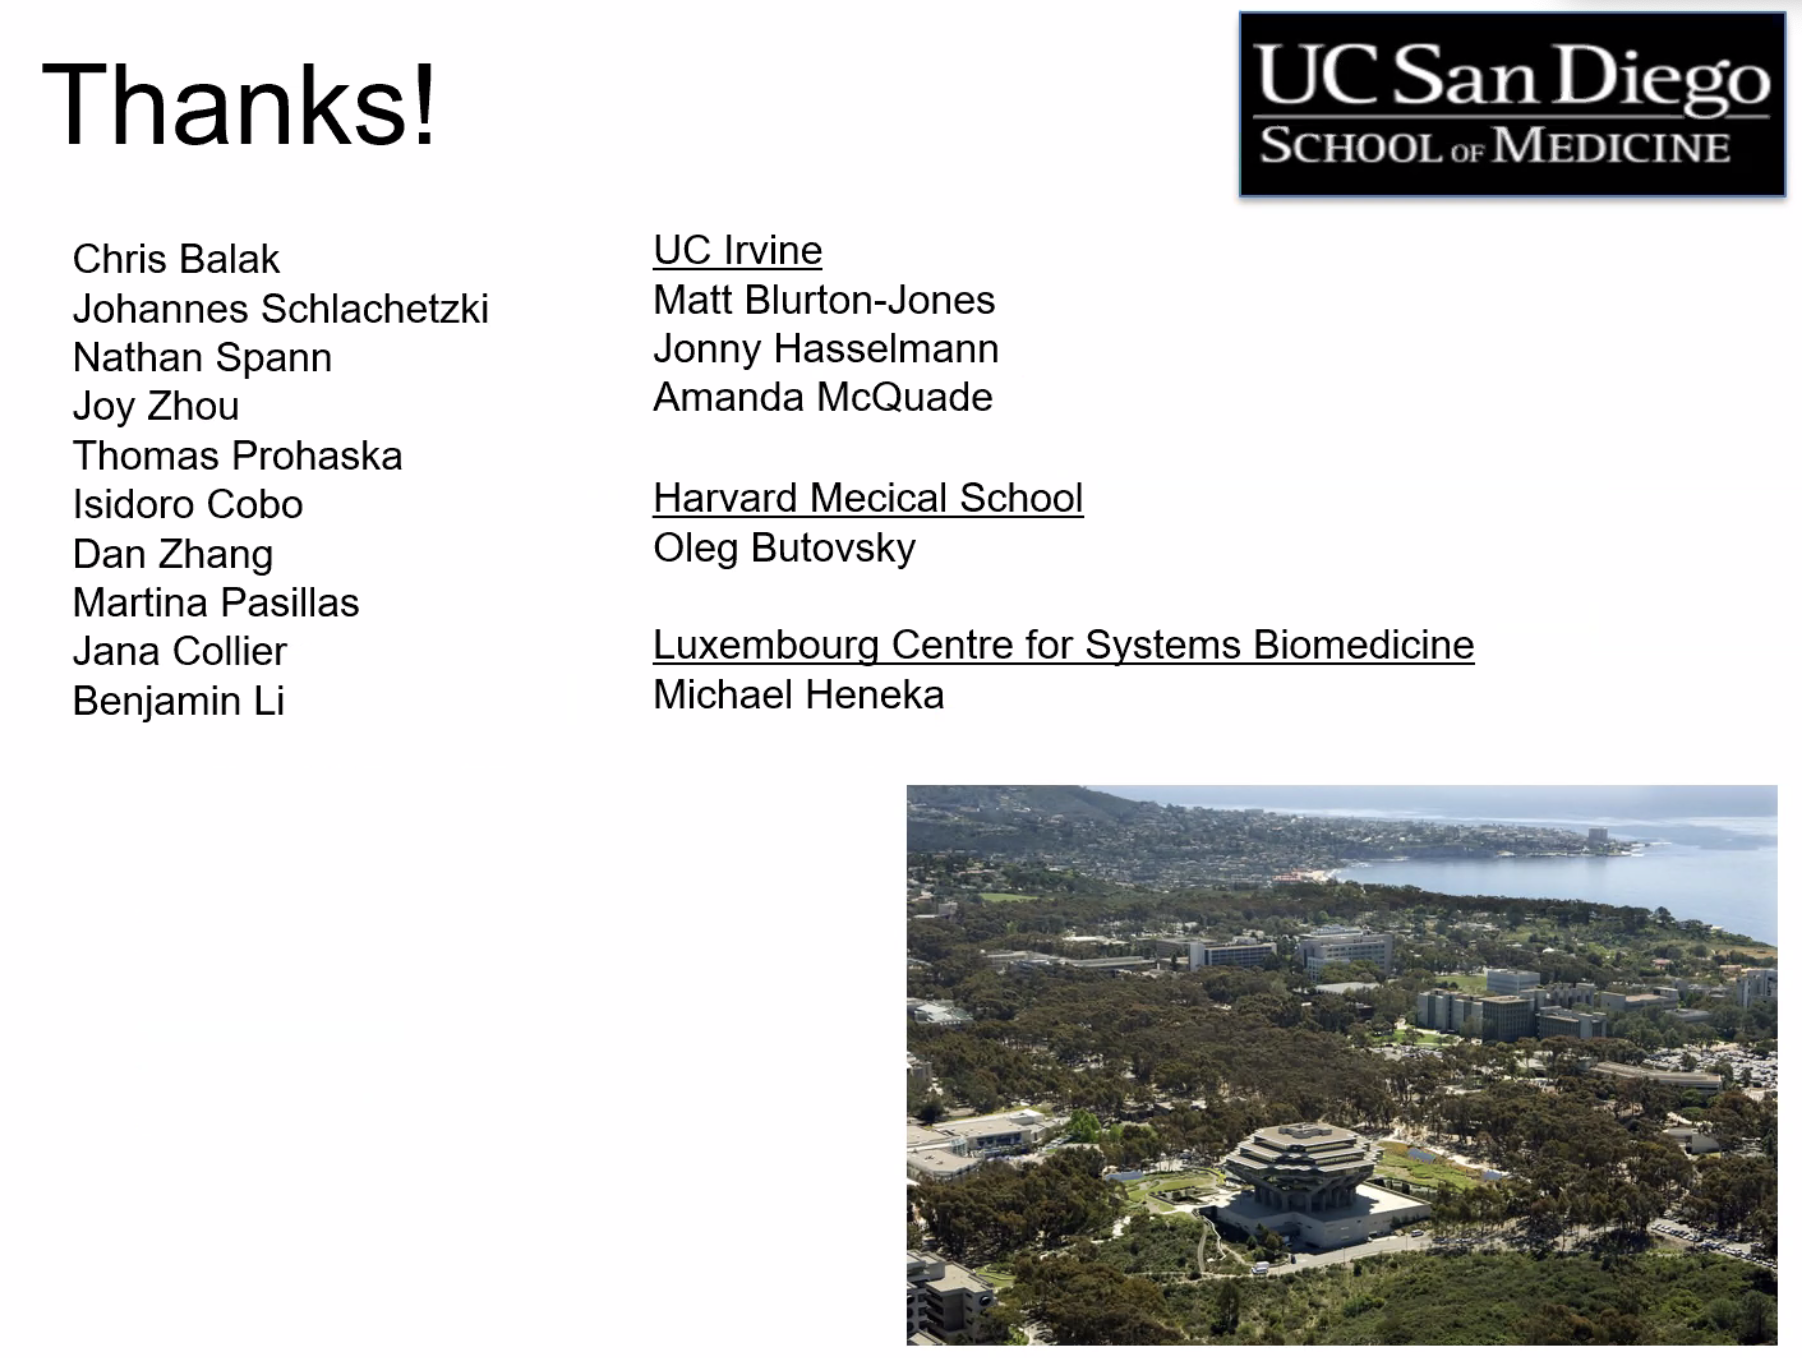 Thanks!
UC San Diego
SCHOOL OF MEDICINE
Chris Balak
Johannes Schlachetzki
Nathan Spann
Joy Zhou
Thomas Prohaska
Isidoro Cobo
Dan Zhang
Martina Pasillas
Jana Collier
Benjamin Li
UC Irvine
Matt Blurton-Jones
Jonny Hasselmann
Amanda McQuade
Harvard Mecical School
Oleg Butovsky
Luxembourg Centre for Systems Biomedicine
Michael Heneka